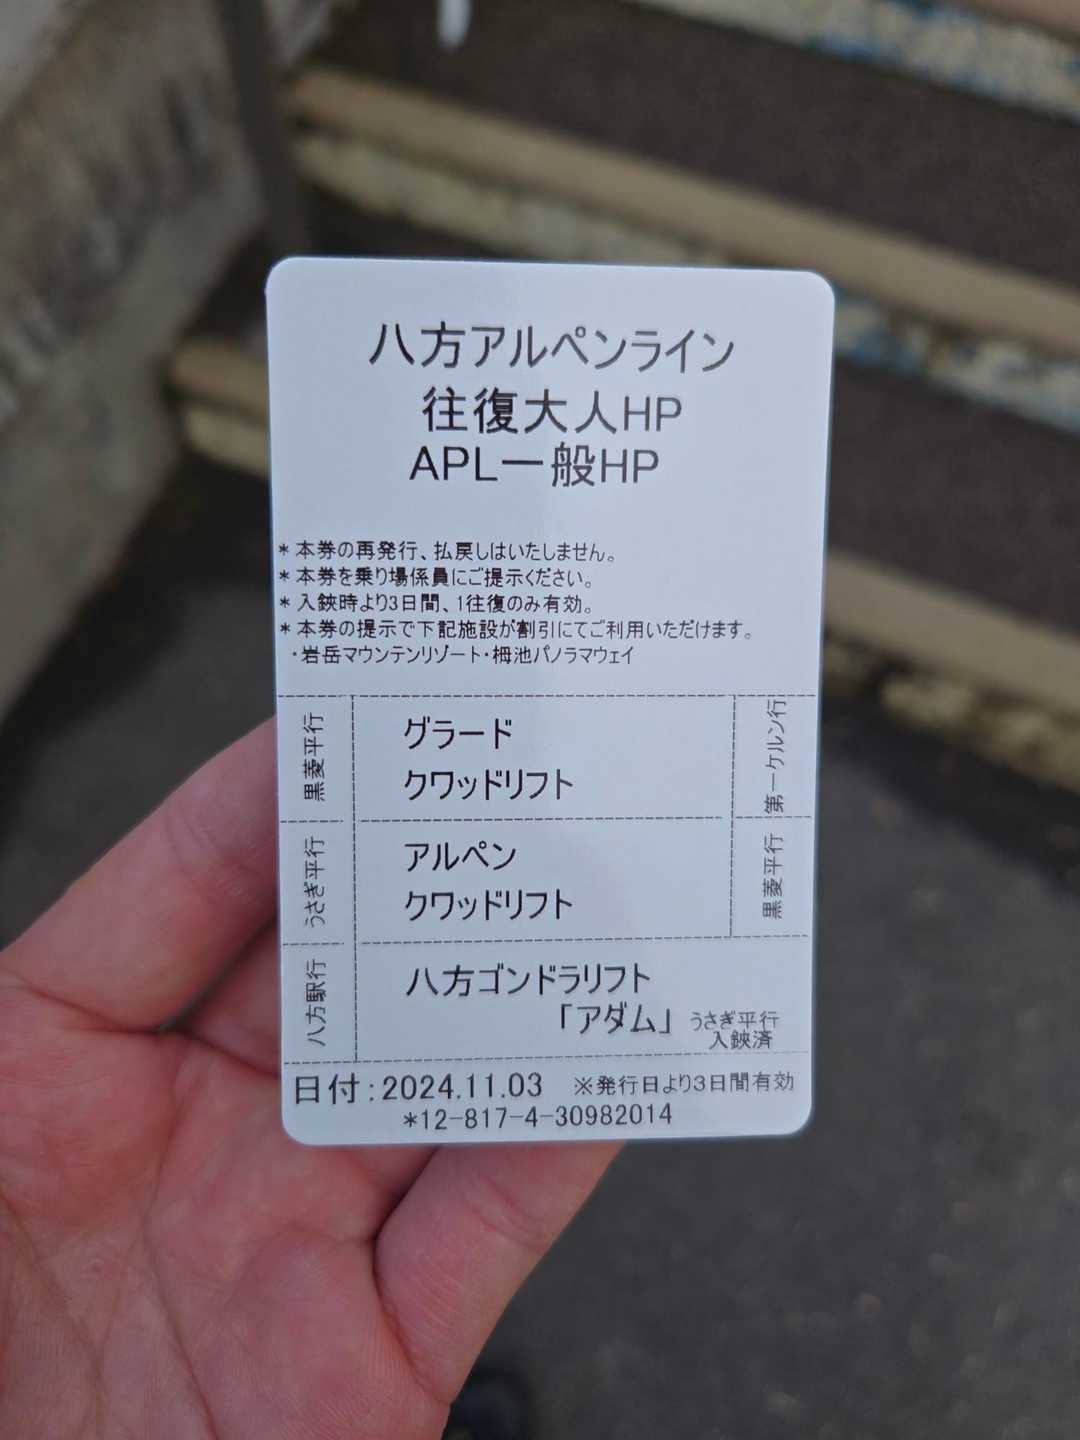 八方アルペンライン
往復大人HP
APL一般HP
*本券の再発行、払戻しはいたしません。
*本券を乗り場係員にご提示ください。
*入鋏時より3日間、1往復のみ有効。
*本券の提示で下記施設が割引にてご利用いただけます。
・岩岳マウンテンリゾート・栂池パノラマウェイ
黒菱平行
グラード
クワッドリフト
第一ケルン行
うさぎ平行
アルペン
クワッドリフト
黒菱平行
八方駅行
八方ゴンドラリフト
「アダム」
うさぎ平行
入鋏済
日付:2024.11.03 ※発行日より3日間有効
*12-817-4-30982014